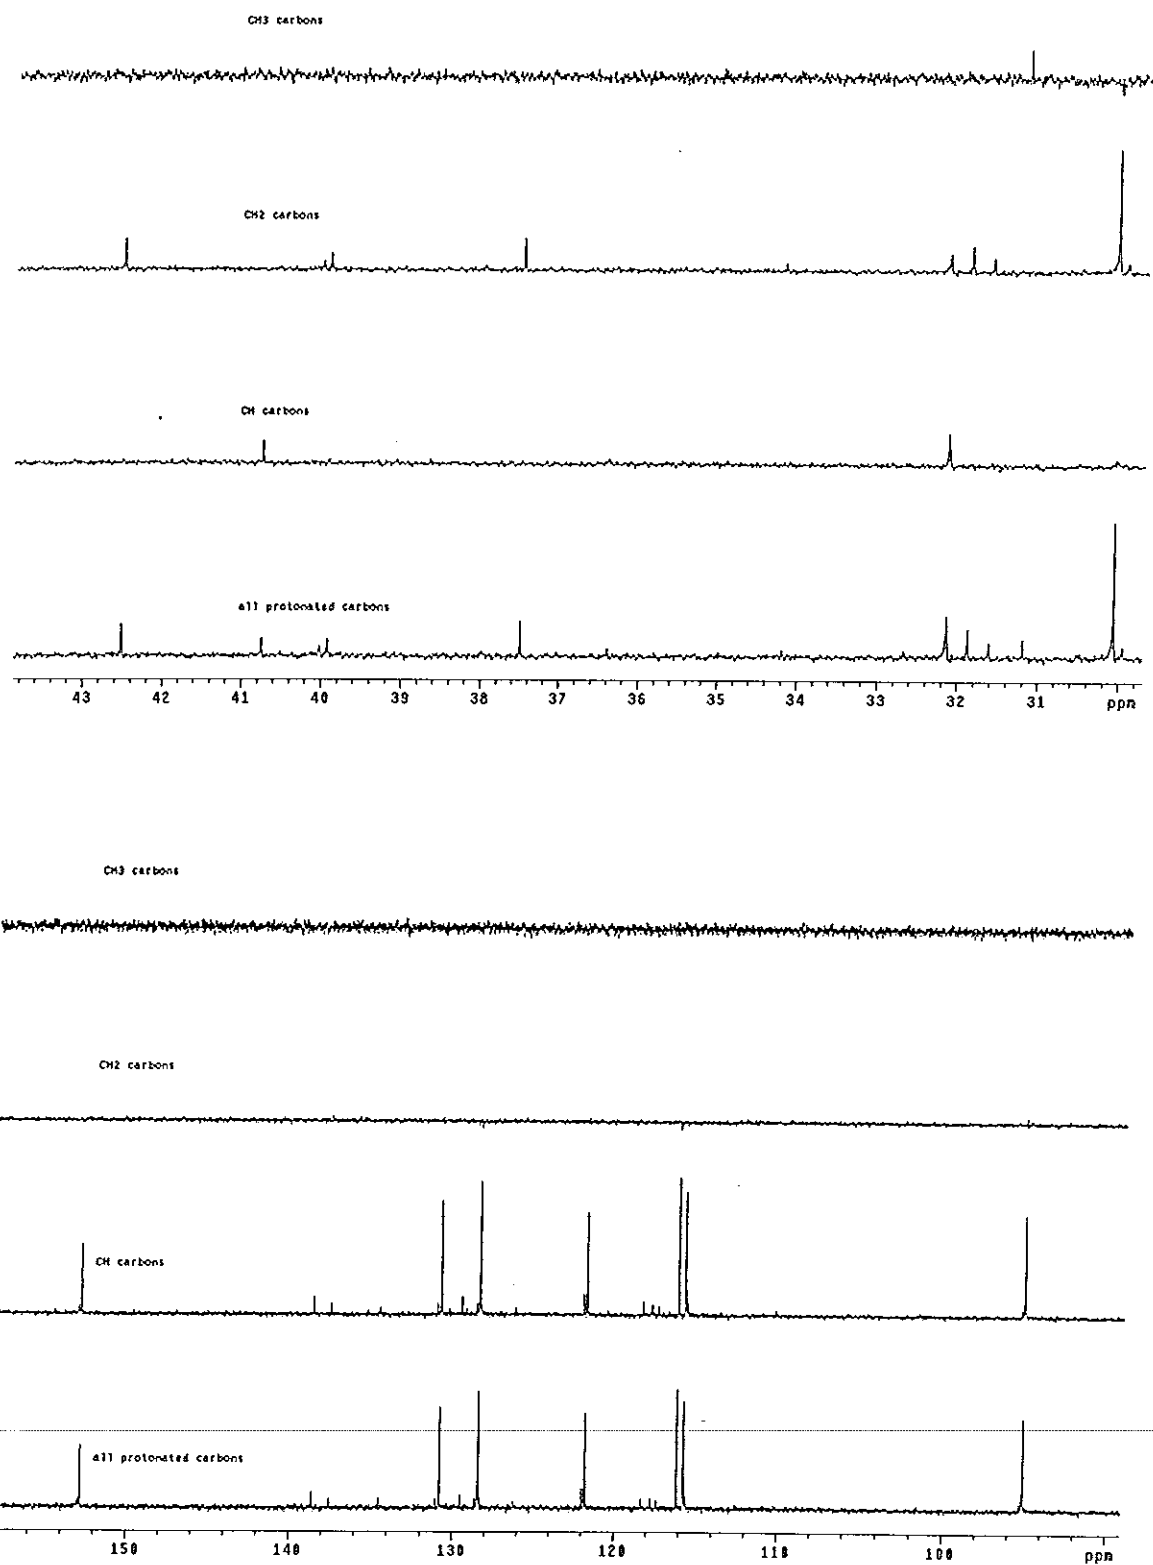 CH3 carbons
CH2 carbons
CH carbons
all protonated carbons
43 42 41 40 39 38 37 36 35 34 33 32 31 ppm
CH3 carbons
CH2 carbons
CH carbons
all protonated carbons
150 140 130 120 110 100 ppm